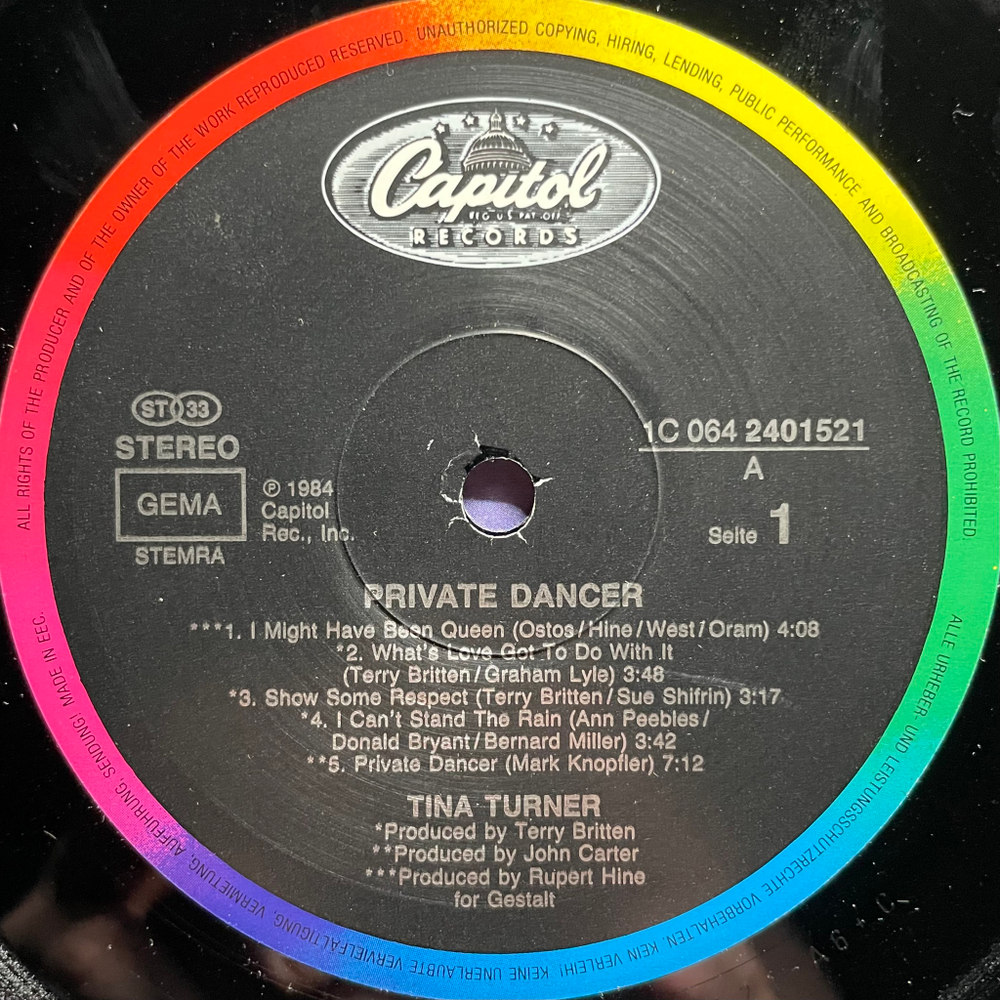 ALL RIGHTS OF THE PRODUCER AND OF THE OWNER OF THE WORK REPRODUCED RESERVED. UNAUTHORIZED COPYING, HIRING, LENDING, PUBLIC PERFORMANCE AND BROADCASTING OF THE RECORD PROHIBITED!
Capitol
REG U S PAT OFF
RECORDS
ST 33
STEREO
GEMA
STEMRA
℗ 1984
Capitol
Rec., Inc.
1C 064 2401521
A
Seite 1
PRIVATE DANCER
***1. I Might Have Been Queen (Ostos/Hine/West/Oram) 4:08
*2. What's Love Got To Do With It
(Terry Britten/Graham Lyle) 3:48
*3. Show Some Respect (Terry Britten/Sue Shifrin) 3:17
*4. I Can't Stand The Rain (Ann Peebles/
Donald Bryant/Bernard Miller) 3:42
**5. Private Dancer (Mark Knopfler) 7:12
TINA TURNER
*Produced by Terry Britten
**Produced by John Carter
***Produced by Rupert Hine
for Gestalt
ALLE URHEBER- UND LEISTUNGSSCHUTZRECHTE VORBEHALTEN. KEIN VERLEIH! KEINE UNERLAUBTE VERVIELFÄLTIGUNG, VERMIETUNG, AUFFÜHRUNG, SENDUNG! MADE IN EEC.